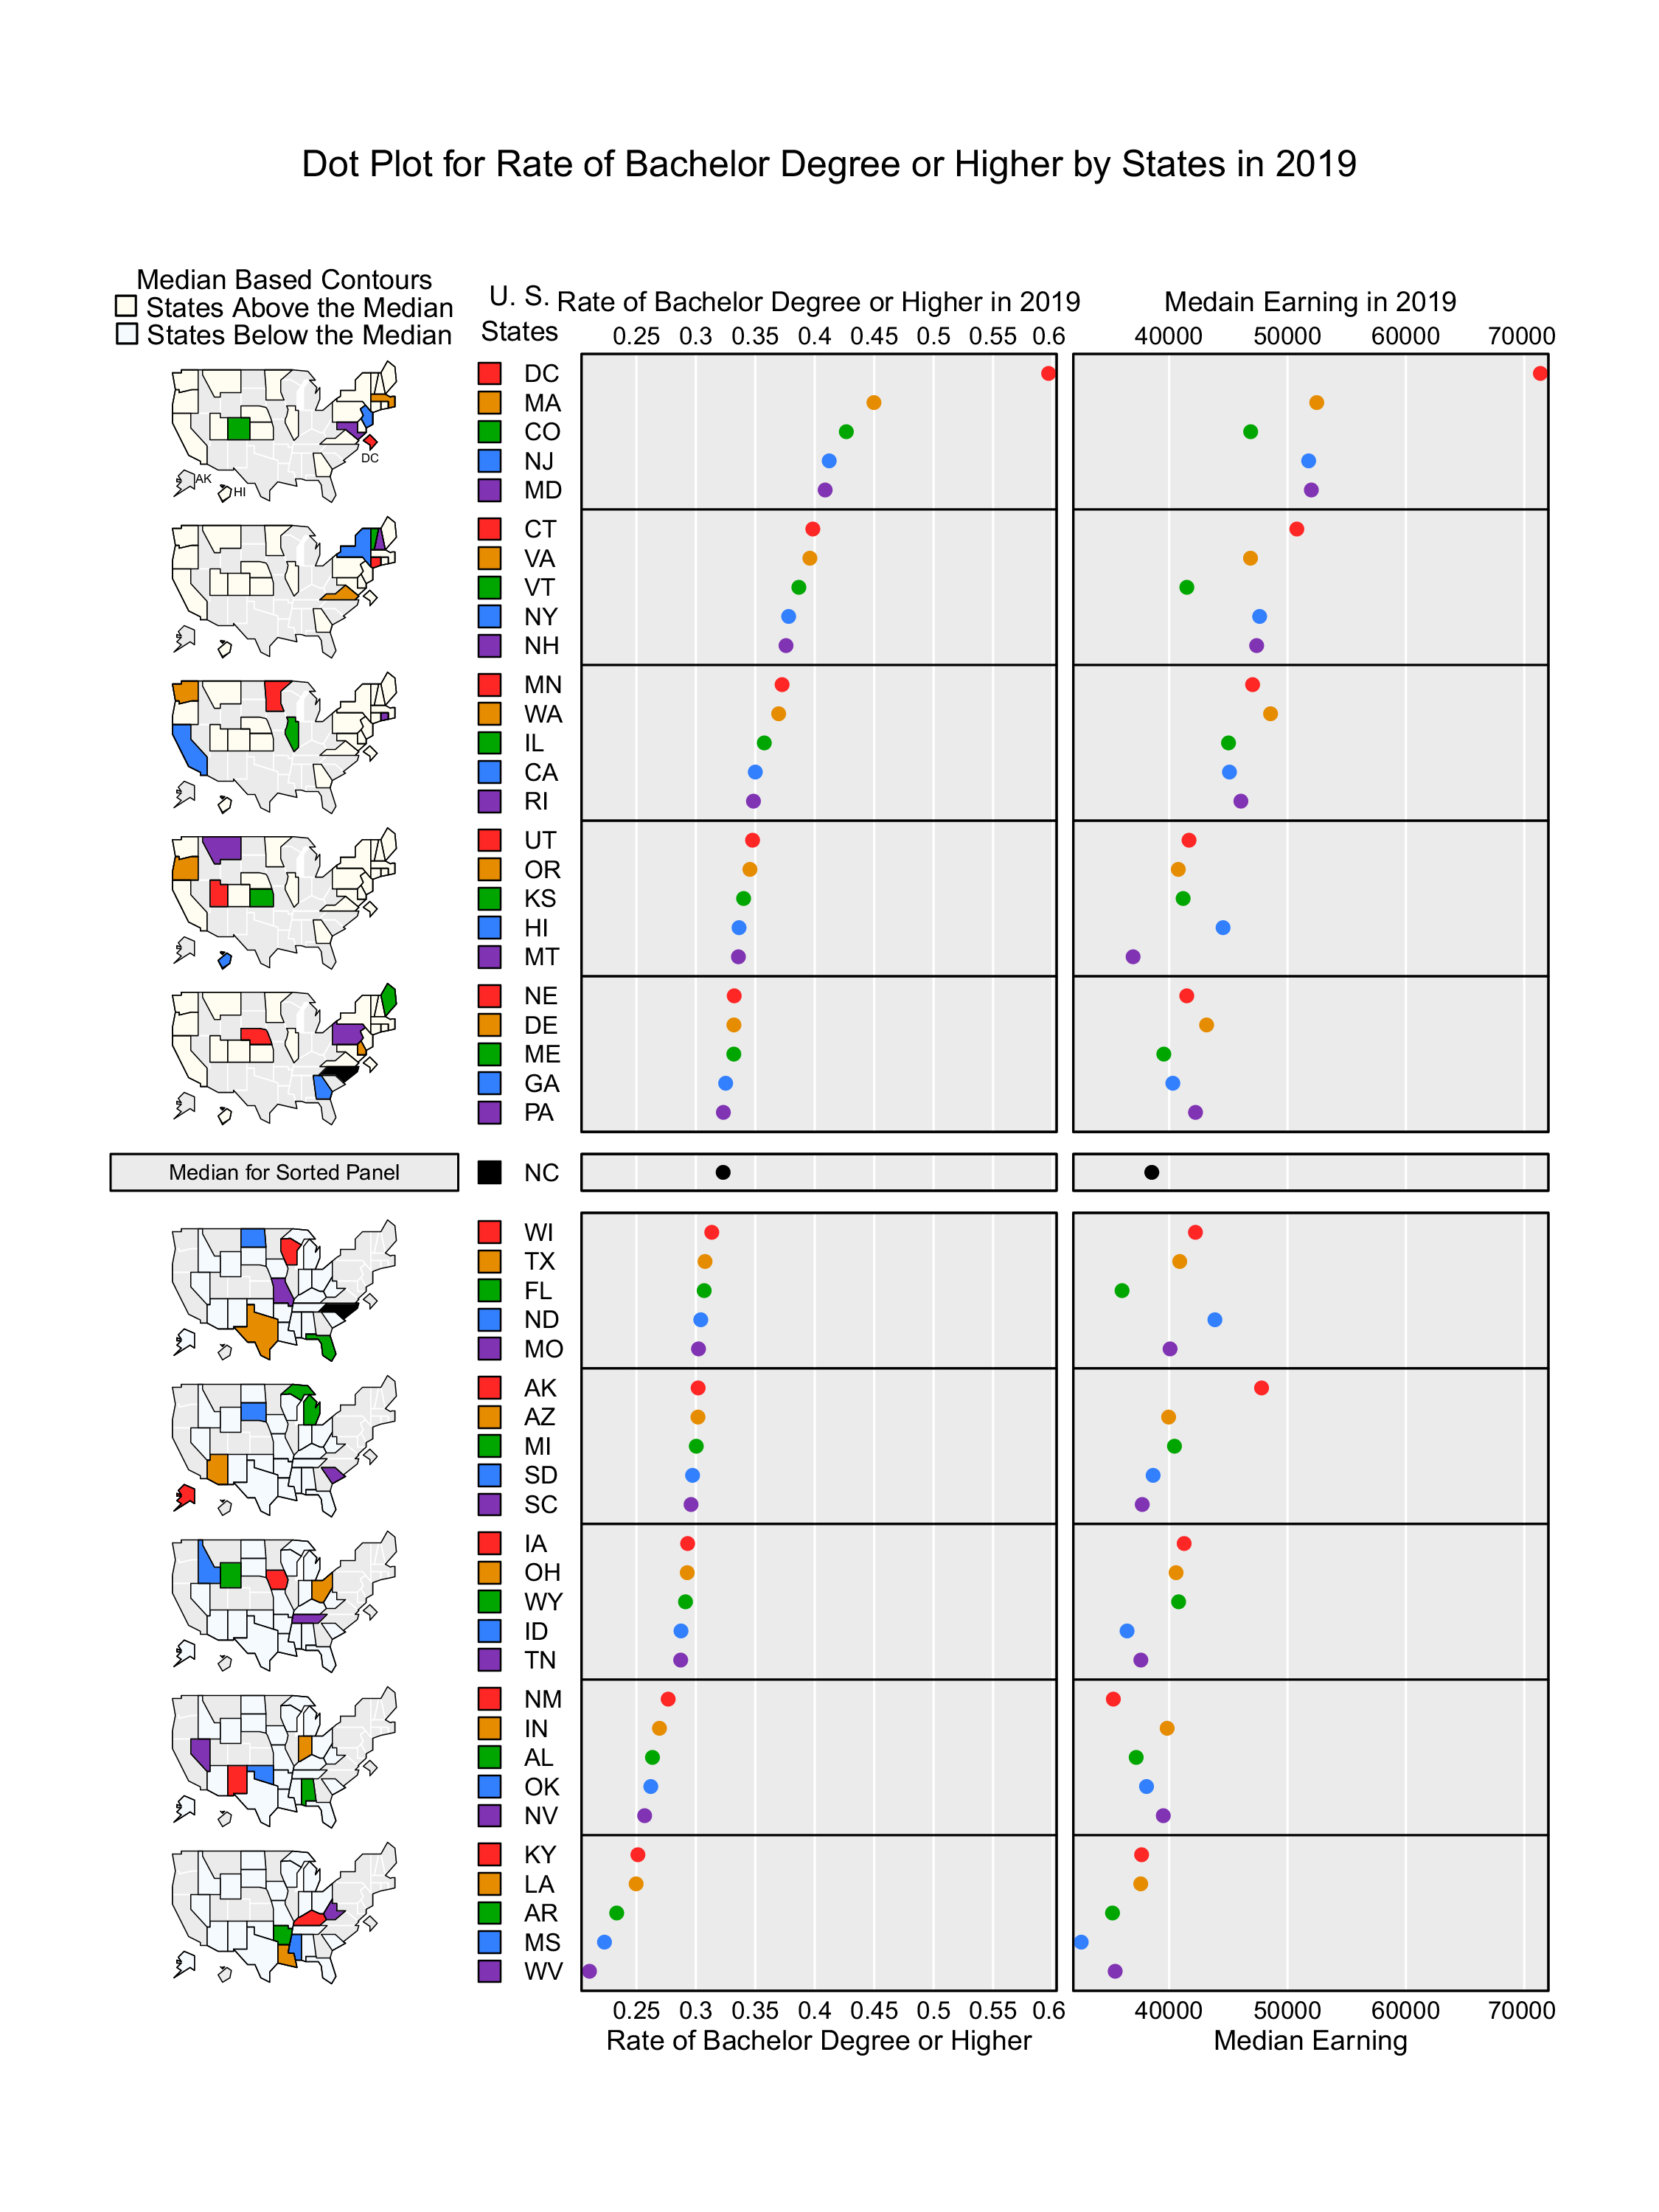 Dot Plot for Rate of Bachelor Degree or Higher by States in 2019
Median Based Contours
States Above the Median
States Below the Median
U. S.
States
Rate of Bachelor Degree or Higher in 2019
0.25 0.3 0.35 0.4 0.45 0.5 0.55 0.6
Medain Earning in 2019
40000 50000 60000 70000
AK
HI
DC
DC
MA
CO
NJ
MD
CT
VA
VT
NY
NH
MN
WA
IL
CA
RI
UT
OR
KS
HI
MT
NE
DE
ME
GA
PA
Median for Sorted Panel
NC
WI
TX
FL
ND
MO
AK
AZ
MI
SD
SC
IA
OH
WY
ID
TN
NM
IN
AL
OK
NV
KY
LA
AR
MS
WV
0.25 0.3 0.35 0.4 0.45 0.5 0.55 0.6
Rate of Bachelor Degree or Higher
40000 50000 60000 70000
Median Earning